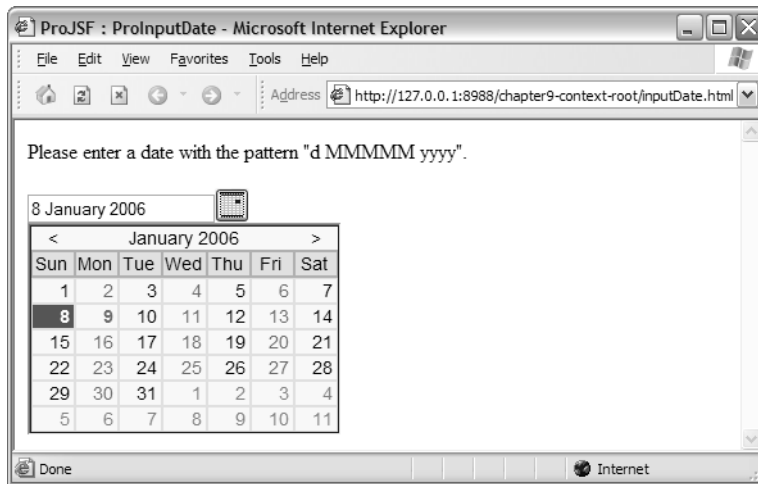 ProJSF : ProInputDate - Microsoft Internet Explorer
File Edit View Favorites Tools Help
Address http://127.0.0.1:8988/chapter9-context-root/inputDate.html
Please enter a date with the pattern "d MMMMM yyyy".
8 January 2006
< January 2006 >
Sun Mon Tue Wed Thu Fri Sat
1 2 3 4 5 6 7
8 9 10 11 12 13 14
15 16 17 18 19 20 21
22 23 24 25 26 27 28
29 30 31 1 2 3 4
5 6 7 8 9 10 11
Done Internet